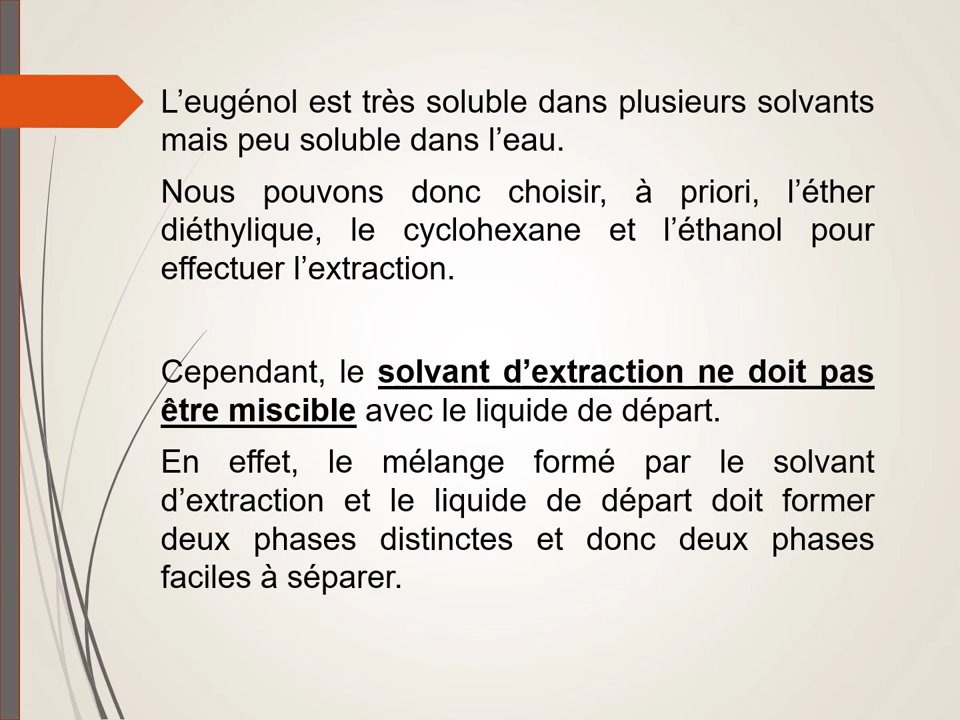 L’eugénol est très soluble dans plusieurs solvants
mais peu soluble dans l’eau.
Nous pouvons donc choisir, à priori, l’éther
diéthylique, le cyclohexane et l’éthanol pour
effectuer l’extraction.
Cependant, le solvant d’extraction ne doit pas
être miscible avec le liquide de départ.
En effet, le mélange formé par le solvant
d’extraction et le liquide de départ doit former
deux phases distinctes et donc deux phases
faciles à séparer.